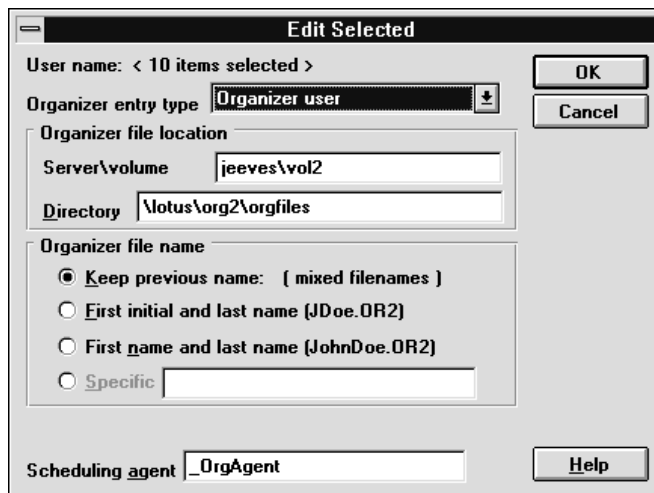 Edit Selected
User name: < 10 items selected >
OK
Organizer entry type Organizer user
Cancel
Organizer file location
Server\volume jeeves\vol2
Directory \lotus\org2\orgfiles
Organizer file name
Keep previous name: ( mixed filenames )
First initial and last name (JDoe.OR2)
First name and last name (JohnDoe.OR2)
Specific
Scheduling agent _OrgAgent
Help